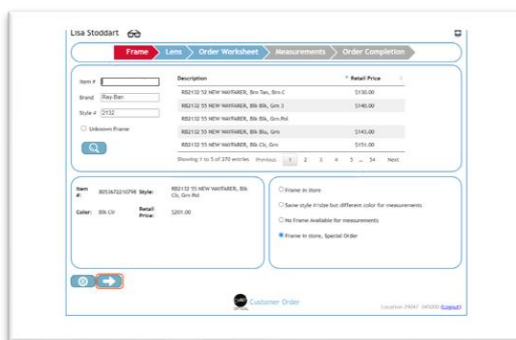 Lisa Stoddart
Frame
Lens
Order Worksheet
Measurements
Order Completion
Item #
Brand Ray-Ban
Style # 2132
Unknown Frame
Description Retail Price
RB2132 52 NEW WAYFARER, Brn Tan, Grn C $130.00
RB2132 55 NEW WAYFARER, Blk Blk, Grn 3 $140.00
RB2132 55 NEW WAYFARER, Blk Blk, Grn Pol
RB2132 55 NEW WAYFARER, Blk Blu, Grn $145.00
RB2132 55 NEW WAYFARER, Blk Clr, Grn $151.00
Showing 1 to 5 of 270 entries Previous 1 2 3 4 5 ... 54 Next
Item #: 8053672210798 Style: RB2132 55 NEW WAYFARER, Blk Clr, Grn Pol
Color: Blk Clr Retail Price: $201.00
Frame in store
Same style frame but different color for measurements
No Frame Available for measurements
Frame in store, Special Order
Customer Order
(Logout)